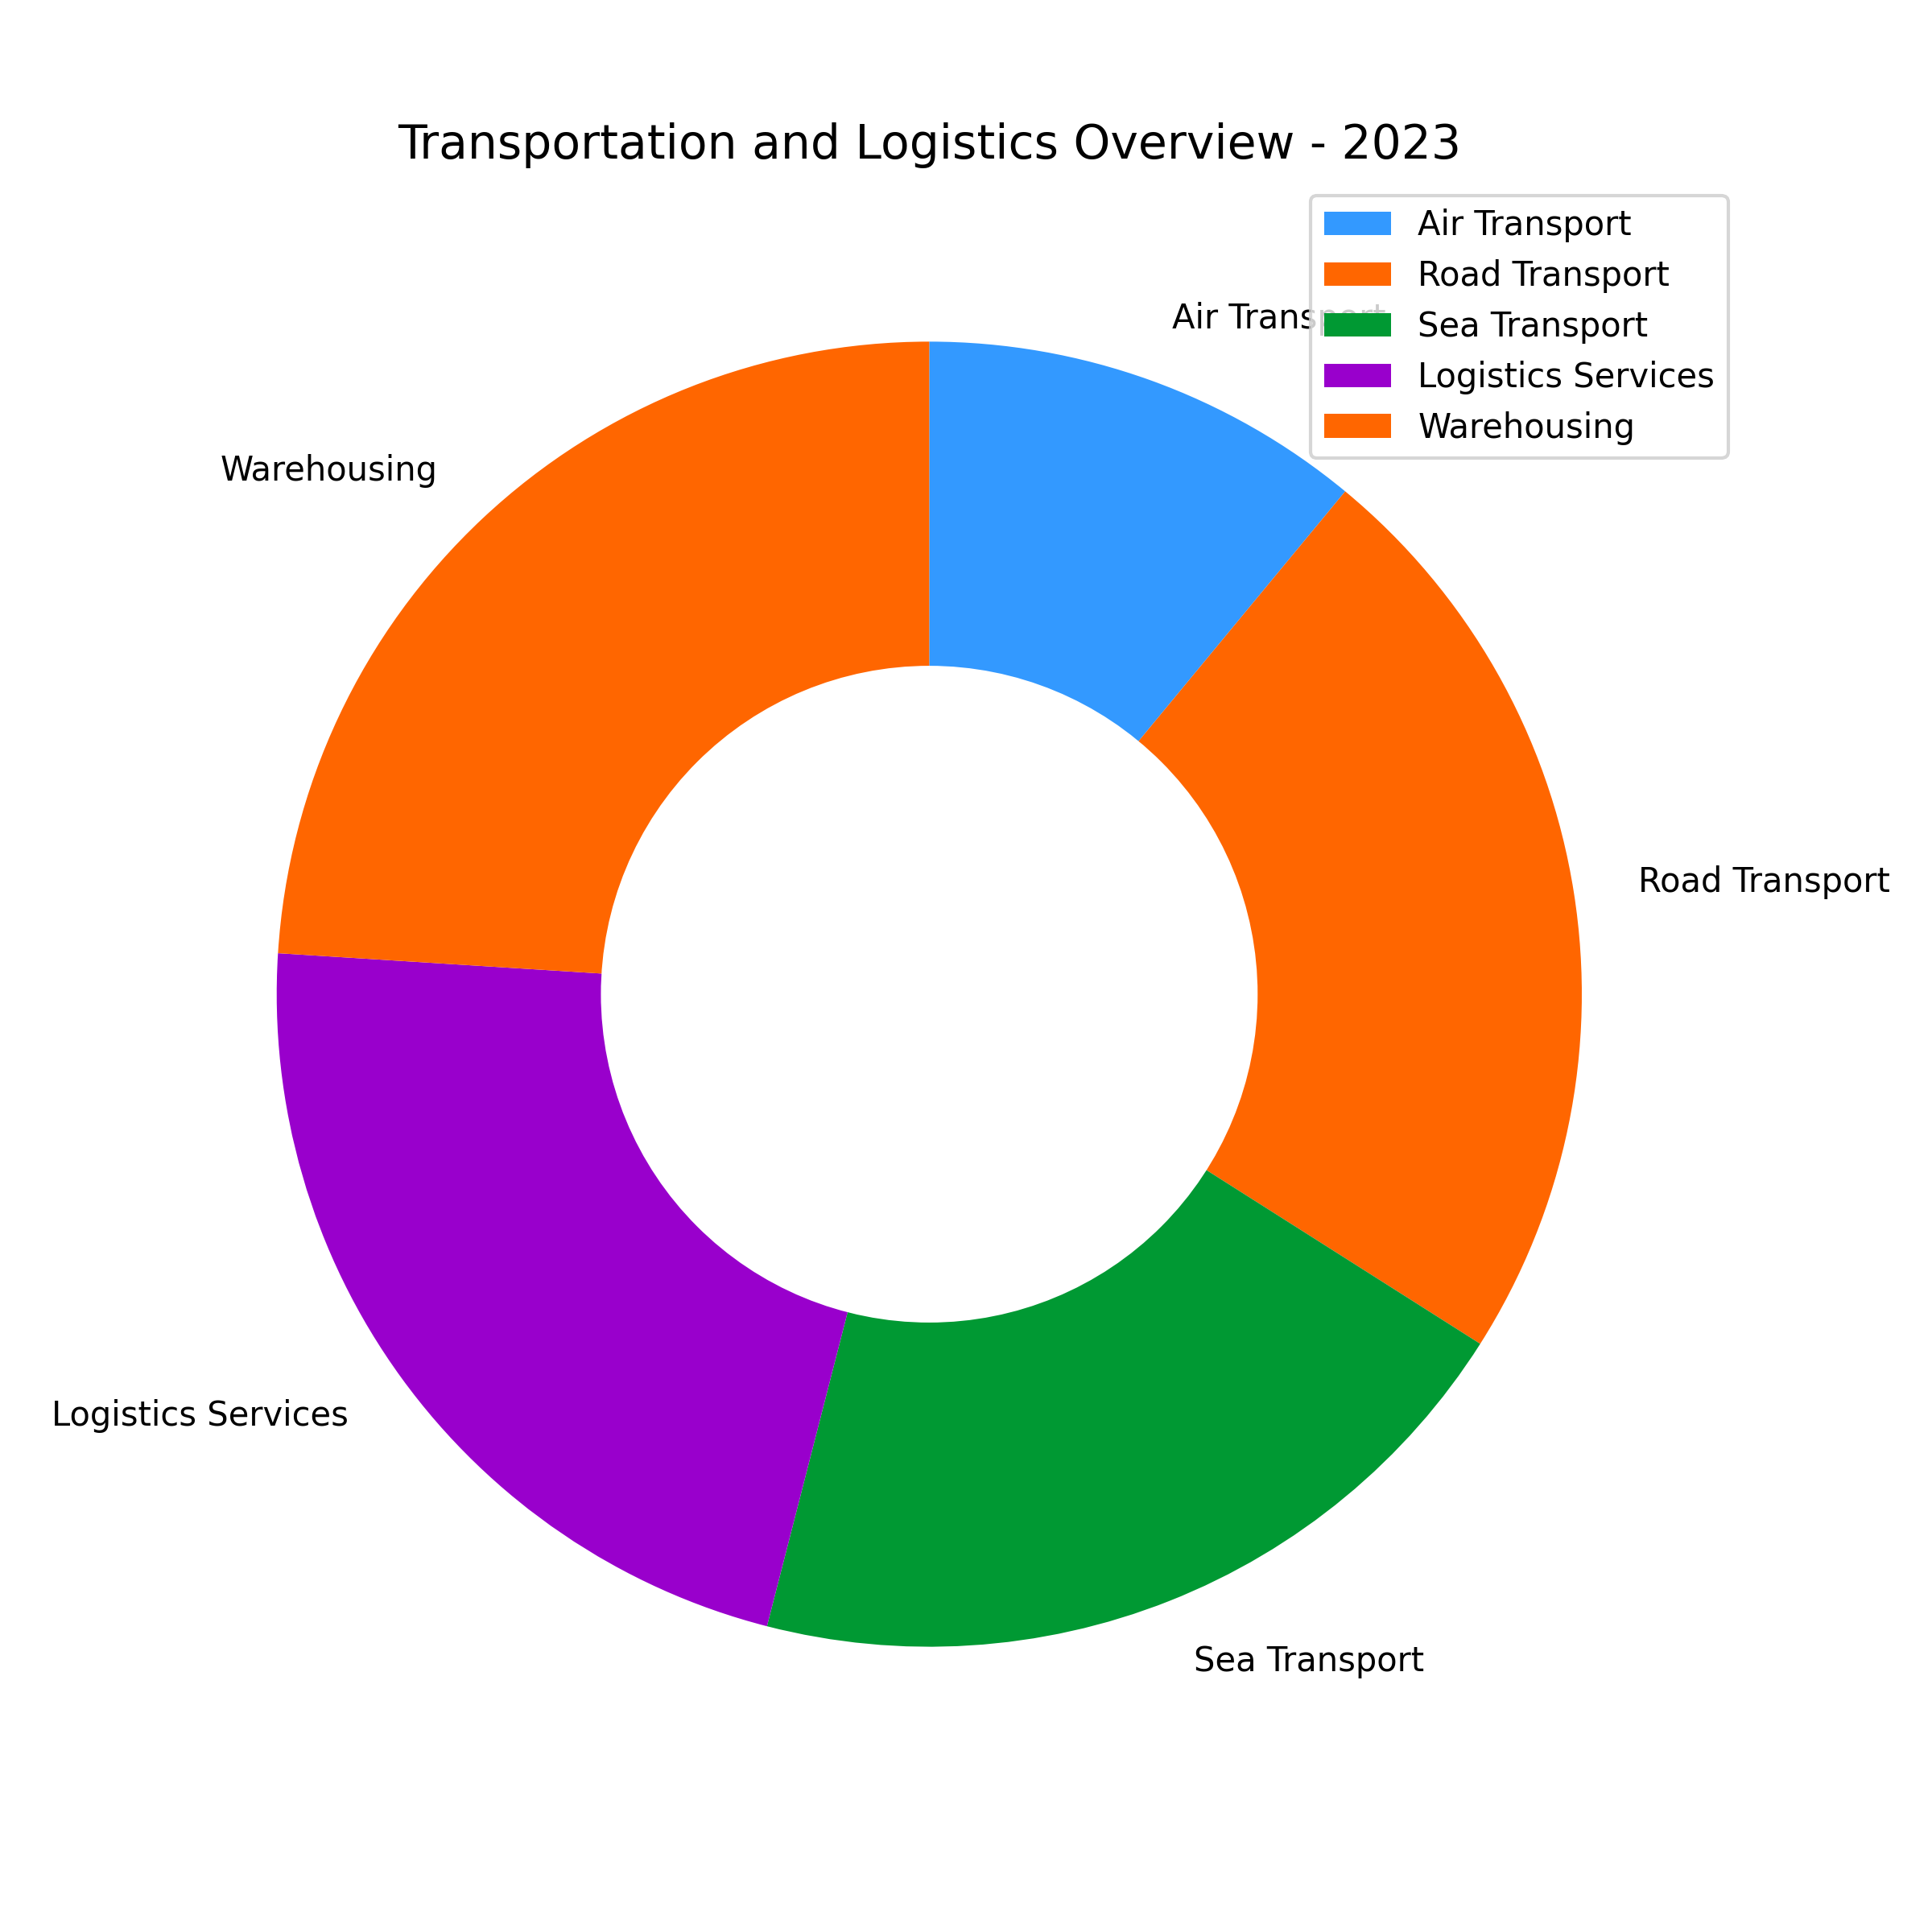 Transportation and Logistics Overview - 2023
Air Transport
Road Transport
Sea Transport
Logistics Services
Warehousing
Air Transport
Warehousing
Road Transport
Logistics Services
Sea Transport